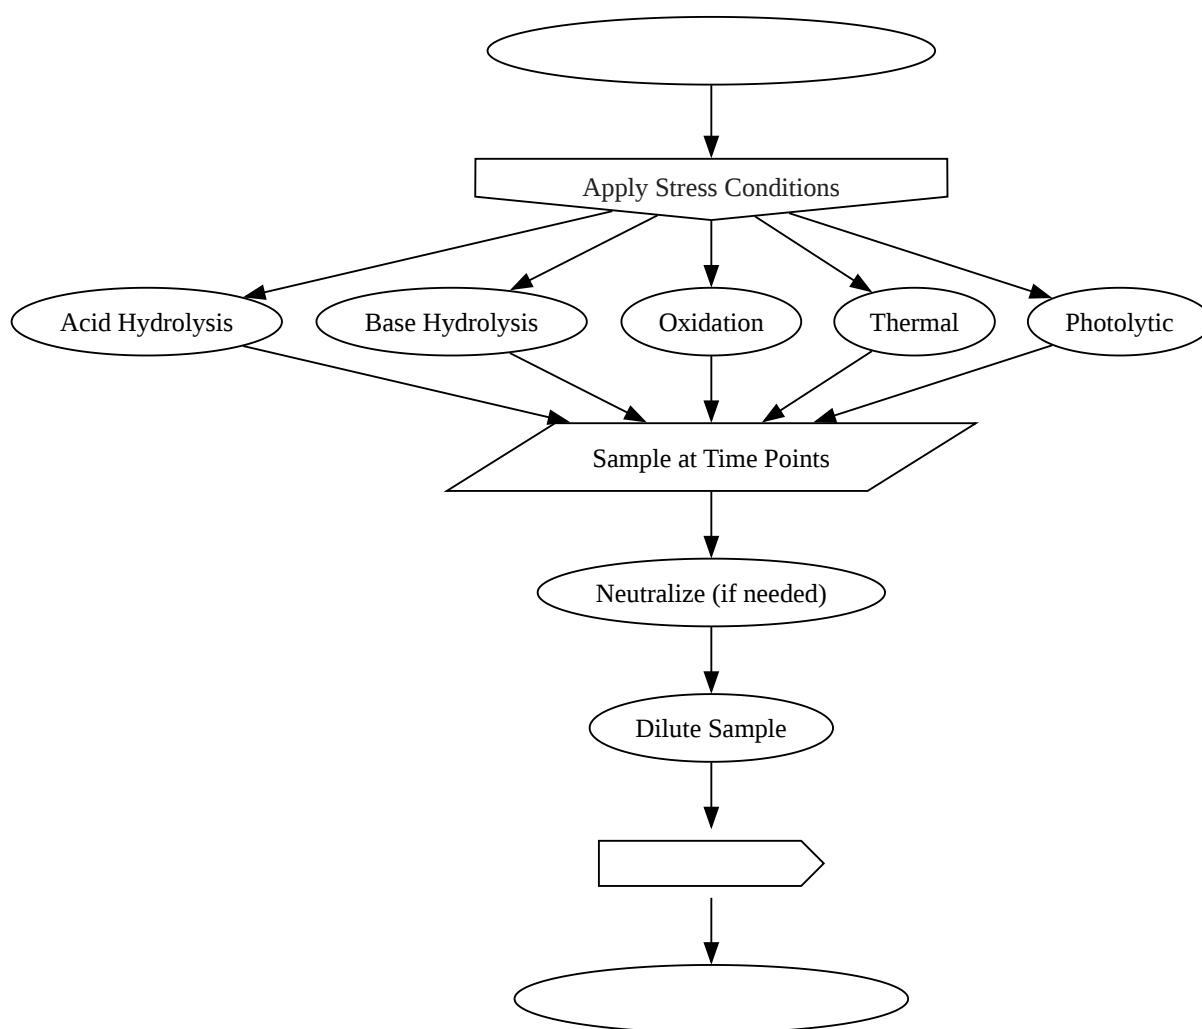 Apply Stress Conditions
Acid Hydrolysis
Base Hydrolysis
Oxidation
Thermal
Photolytic
Sample at Time Points
Neutralize (if needed)
Dilute Sample